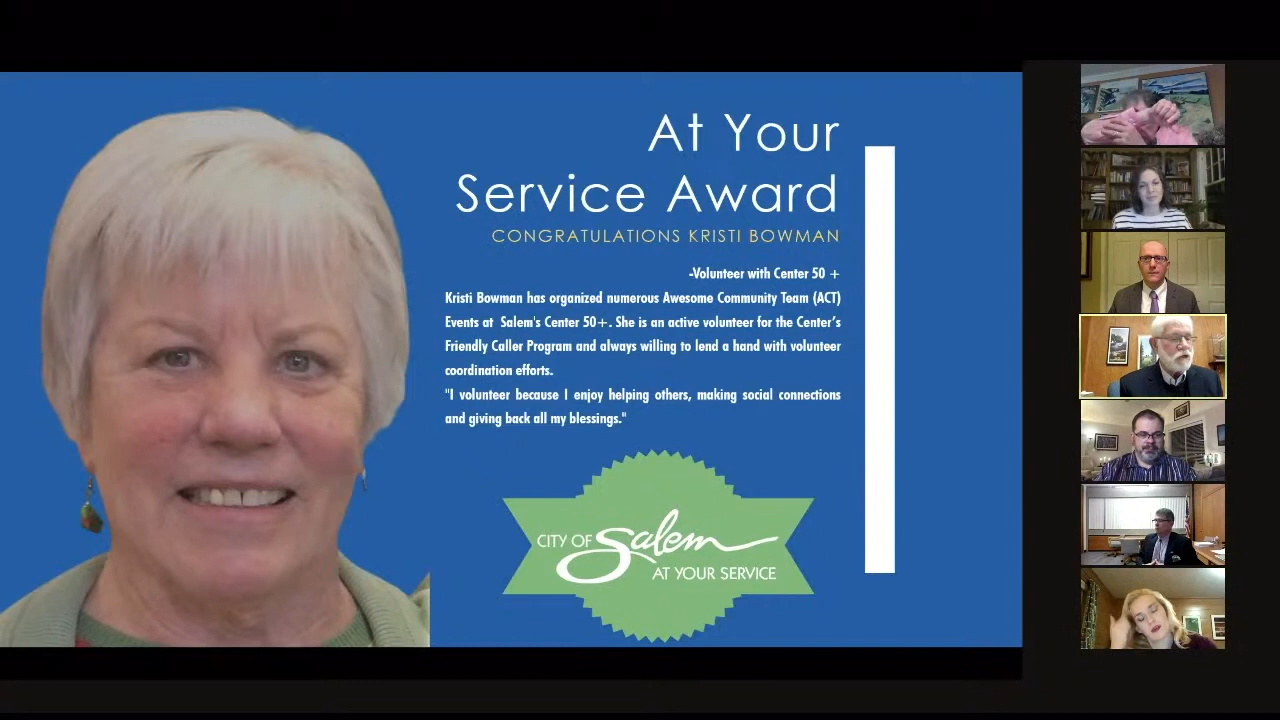 At Your
Service Award
CONGRATULATIONS KRISTI BOWMAN
-Volunteer with Center 50 +
Kristi Bowman has organized numerous Awesome Community Team (ACT)
Events at Salem's Center 50+. She is an active volunteer for the Center's
Friendly Caller Program and always willing to lend a hand with volunteer
coordination efforts.
"I volunteer because I enjoy helping others, making social connections
and giving back all my blessings."
CITY OF Salem
AT YOUR SERVICE